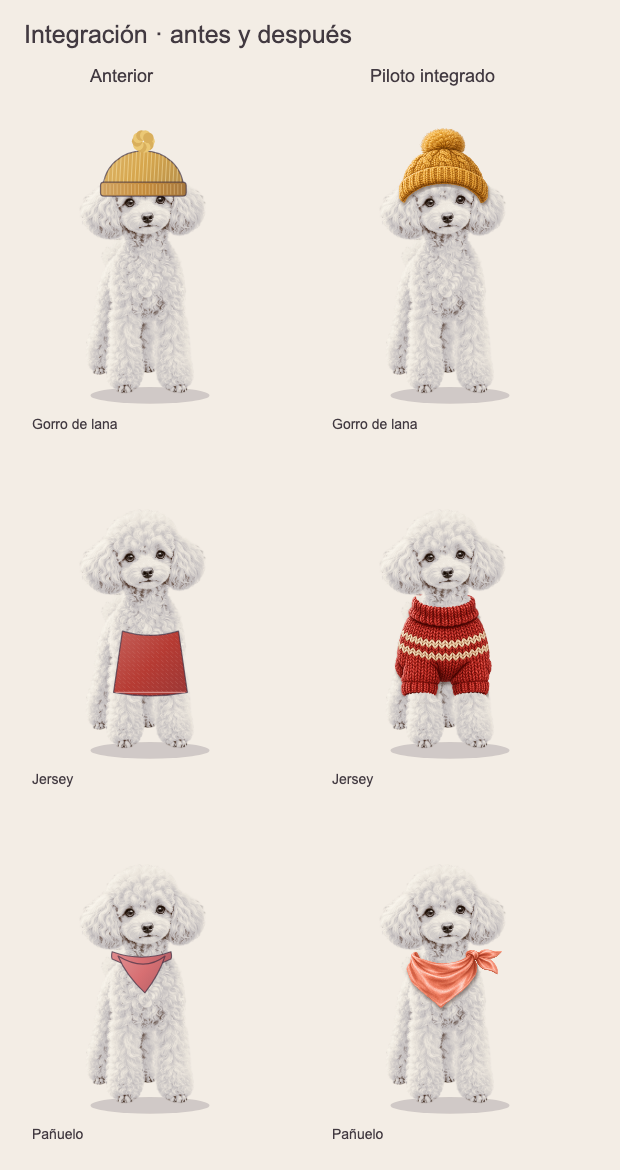 Integración · antes y después
Anterior
Piloto integrado
Gorro de lana
Gorro de lana
Jersey
Jersey
Pañuelo
Pañuelo